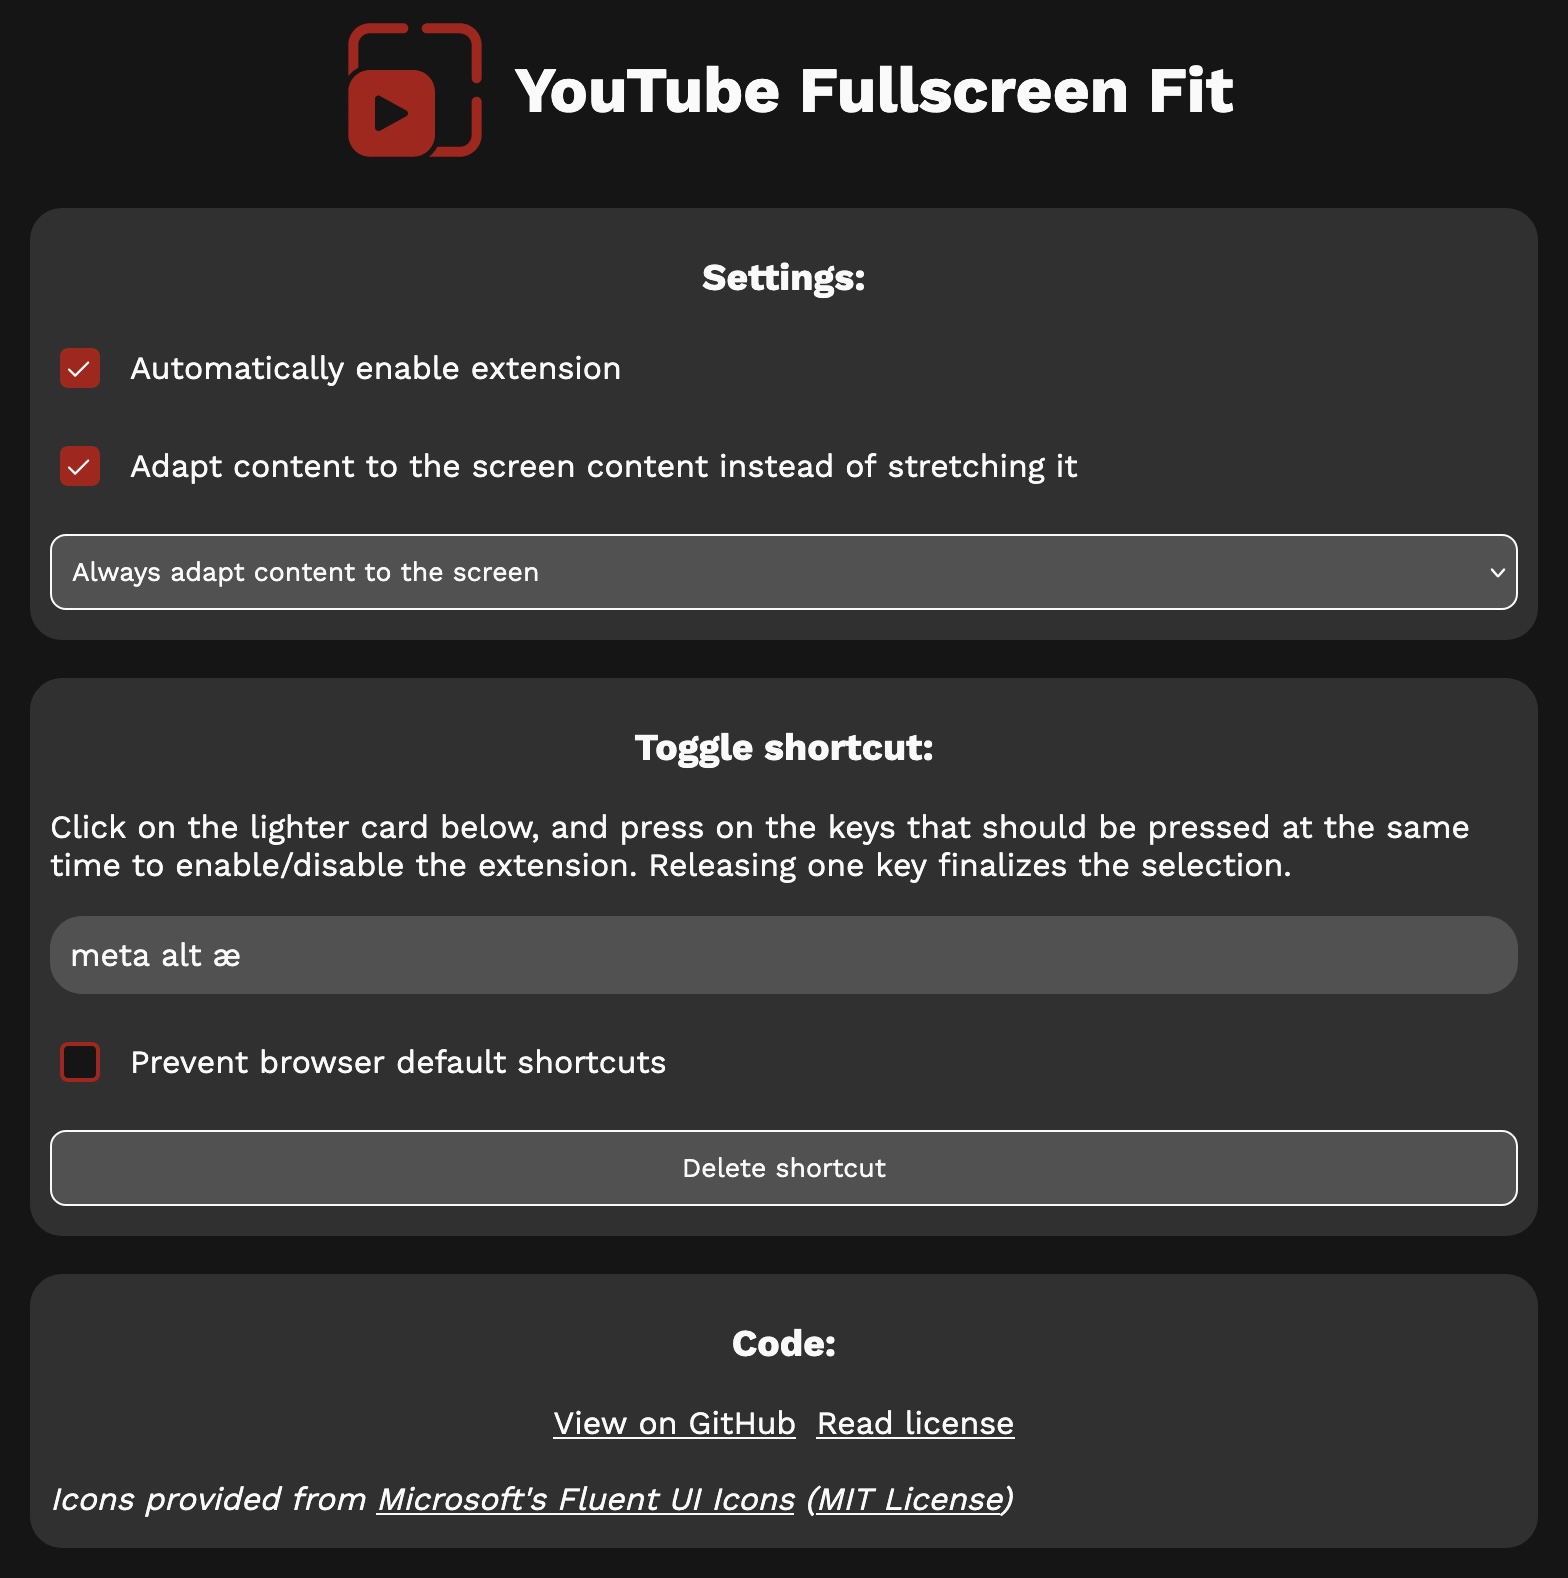 YouTube Fullscreen Fit
Settings:
Automatically enable extension
Adapt content to the screen content instead of stretching it
Always adapt content to the screen
Toggle shortcut:
Click on the lighter card below, and press on the keys that should be pressed at the same
time to enable/disable the extension. Releasing one key finalizes the selection.
meta alt æ
Prevent browser default shortcuts
Delete shortcut
Code:
View on GitHub Read license
Icons provided from Microsoft's Fluent UI Icons (MIT License)